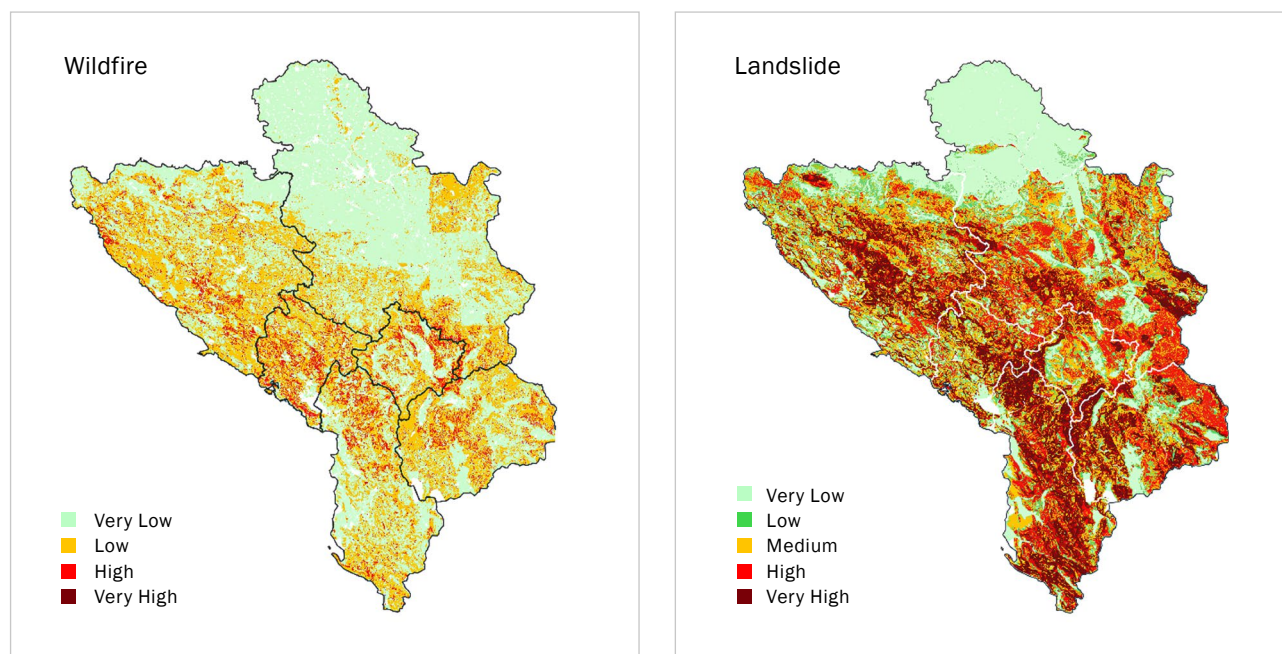 Wildfire
Very Low
Low
High
Very High
Landslide
Very Low
Low
Medium
High
Very High